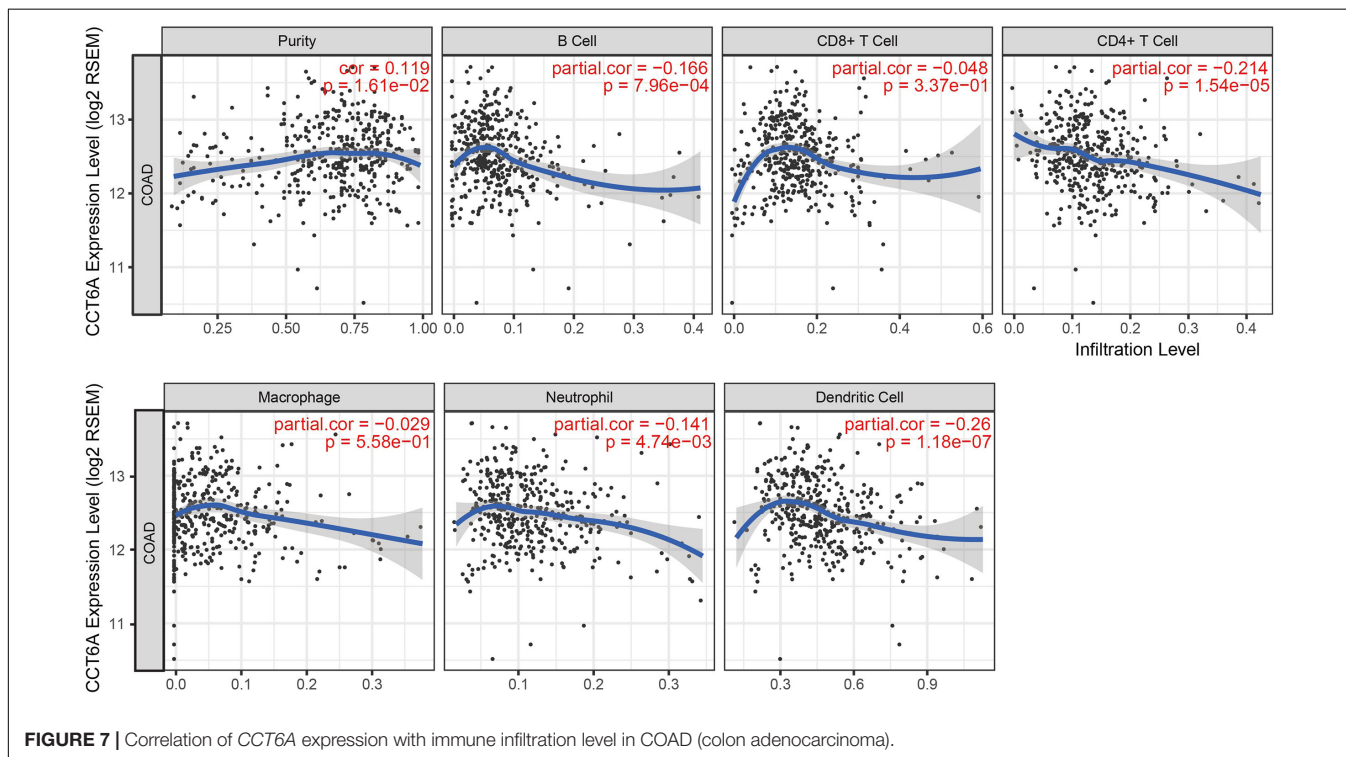 Purity
B Cell
CD8+ T Cell
CD4+ T Cell
cor = 0.119
p = 1.61e−02
partial.cor = −0.166
p = 7.96e−04
partial.cor = −0.048
p = 3.37e−01
partial.cor = −0.214
p = 1.54e−05
CCT6A Expression Level (log2 RSEM)
COAD
13
12
11
0.25 0.50 0.75 1.00
0.0 0.1 0.2 0.3 0.4
0.0 0.2 0.4 0.6
0.0 0.1 0.2 0.3 0.4
Infiltration Level
Macrophage
Neutrophil
Dendritic Cell
partial.cor = −0.029
p = 5.58e−01
partial.cor = −0.141
p = 4.74e−03
partial.cor = −0.26
p = 1.18e−07
CCT6A Expression Level (log2 RSEM)
COAD
13
12
11
0.0 0.1 0.2 0.3
0.1 0.2 0.3
0.3 0.6 0.9
FIGURE 7 | Correlation of CCT6A expression with immune infiltration level in COAD (colon adenocarcinoma).